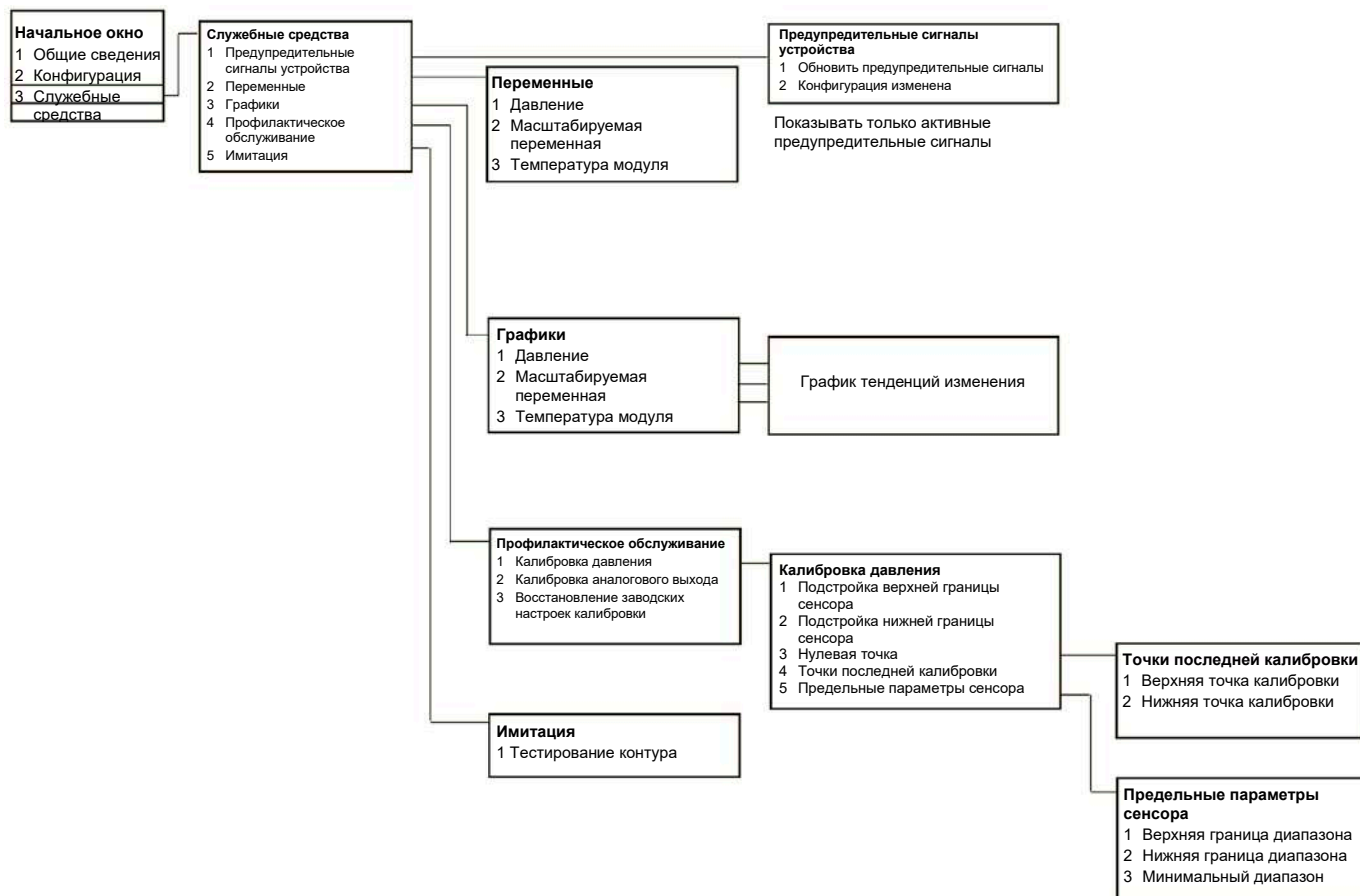 Начальное окно
1 Общие сведения
2 Конфигурация
3 Служебные
средства
Служебные средства
1 Предупредительные
сигналы устройства
2 Переменные
3 Графики
4 Профилактическое
обслуживание
5 Имитация
Предупредительные сигналы
устройства
1 Обновить предупредительные сигналы
2 Конфигурация изменена
Показывать только активные
предупредительные сигналы
Переменные
1 Давление
2 Масштабируемая
переменная
3 Температура модуля
Графики
1 Давление
2 Масштабируемая
переменная
3 Температура модуля
График тенденций изменения
Профилактическое обслуживание
1 Калибровка давления
2 Калибровка аналогового выхода
3 Восстановление заводских
настроек калибровки
Калибровка давления
1 Подстройка верхней границы
сенсора
2 Подстройка нижней границы
сенсора
3 Нулевая точка
4 Точки последней калибровки
5 Предельные параметры сенсора
Точки последней калибровки
1 Верхняя точка калибровки
2 Нижняя точка калибровки
Имитация
1 Тестирование контура
Предельные параметры
сенсора
1 Верхняя граница диапазона
2 Нижняя граница диапазона
3 Минимальный диапазон